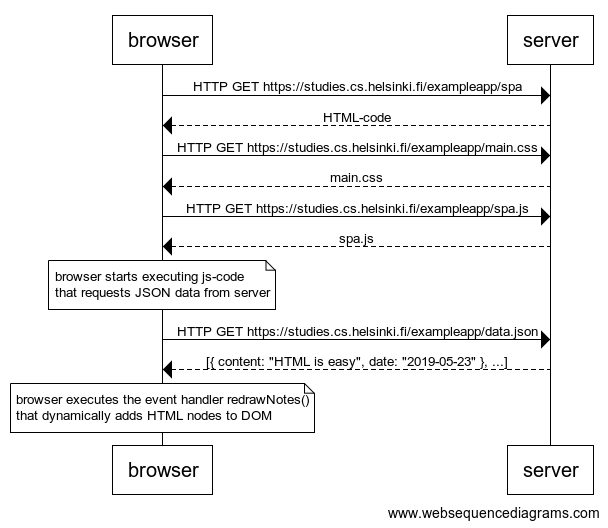 browser
server
HTTP GET https://studies.cs.helsinki.fi/exampleapp/spa
HTML-code
HTTP GET https://studies.cs.helsinki.fi/exampleapp/main.css
main.css
HTTP GET https://studies.cs.helsinki.fi/exampleapp/spa.js
spa.js
browser starts executing js-code
that requests JSON data from server
HTTP GET https://studies.cs.helsinki.fi/exampleapp/data.json
[{ content: "HTML is easy", date: "2019-05-23" }, ...]
browser executes the event handler redrawNotes()
that dynamically adds HTML nodes to DOM
browser
server
www.websequencediagrams.com